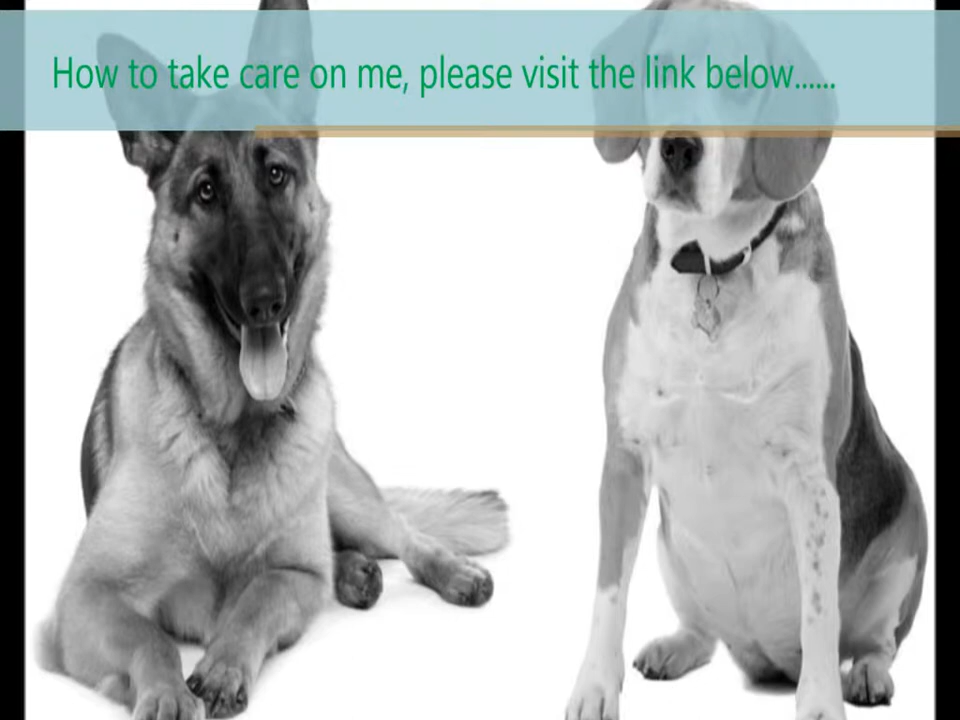 How to take care on me, please visit the link below......